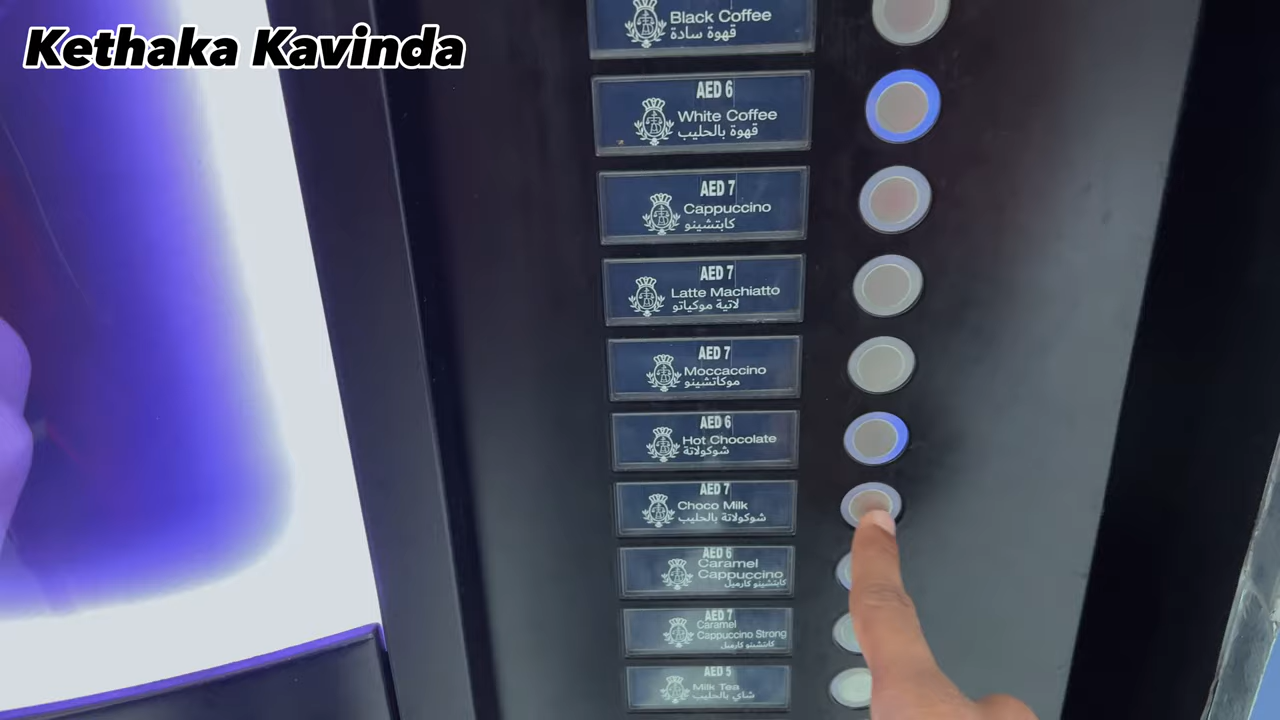 Kethaka Kavinda
Black Coffee
قهوة سادة
AED 6
White Coffee
قهوة بالحليب
AED 7
Cappuccino
كابتشينو
AED 7
Latte Machiatto
لاتية موكياتو
AED 7
Moccaccino
موكاتشينو
AED 6
Hot Chocolate
شوكولاتة
AED 7
Choco Milk
شوكولاتة بالحليب
AED 6
Caramel
Cappuccino
كابتشينو كارميل
AED 7
Caramel
Cappuccino Strong
كابتشينو كارميل
AED 5
Milk Tea
شاي بالحليب